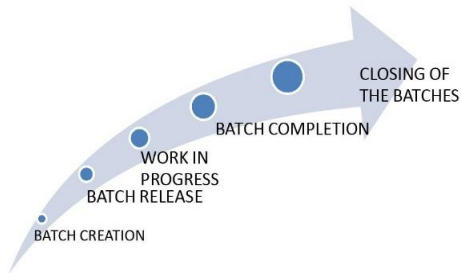 CLOSING OF
THE BATCHES
BATCH COMPLETION
WORK IN
PROGRESS
BATCH RELEASE
BATCH CREATION